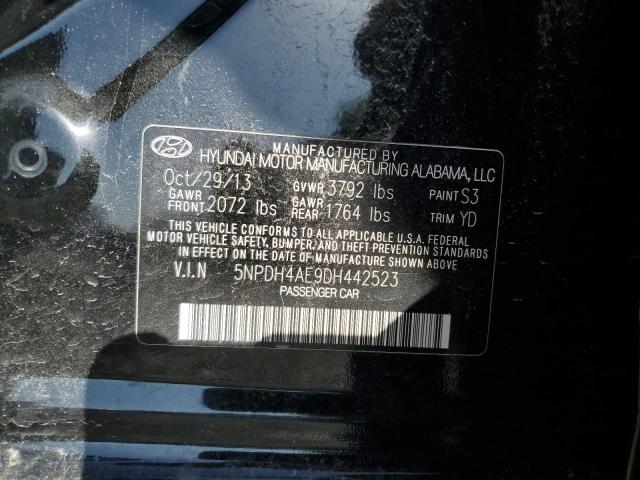 MANUFACTURED BY
HYUNDAI MOTOR MANUFACTURING ALABAMA, LLC
Oct/29/13 GVWR 3792 lbs PAINT S3
GAWR FRONT 2072 lbs GAWR REAR 1764 lbs TRIM YD
THIS VEHICLE CONFORMS TO ALL APPLICABLE U.S.A. FEDERAL
MOTOR VEHICLE SAFETY, BUMPER, AND THEFT PREVENTION STANDARDS
IN EFFECT ON THE DATE OF MANUFACTURE SHOWN ABOVE.
V.I.N 5NPDH4AE9DH442523
PASSENGER CAR